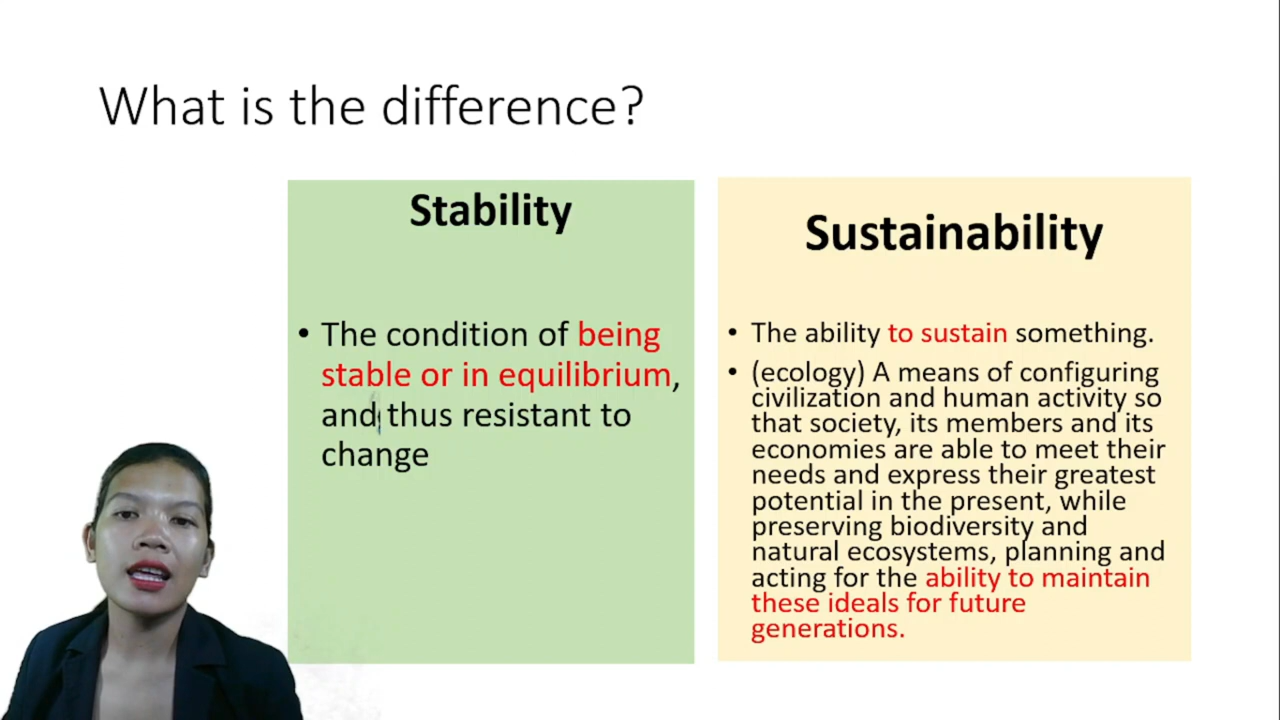 What is the difference?
Stability
• The condition of being
stable or in equilibrium,
and thus resistant to
change
Sustainability
• The ability to sustain something.
• (ecology) A means of configuring
civilization and human activity so
that society, its members and its
economies are able to meet their
needs and express their greatest
potential in the present, while
preserving biodiversity and
natural ecosystems, planning and
acting for the ability to maintain
these ideals for future
generations.